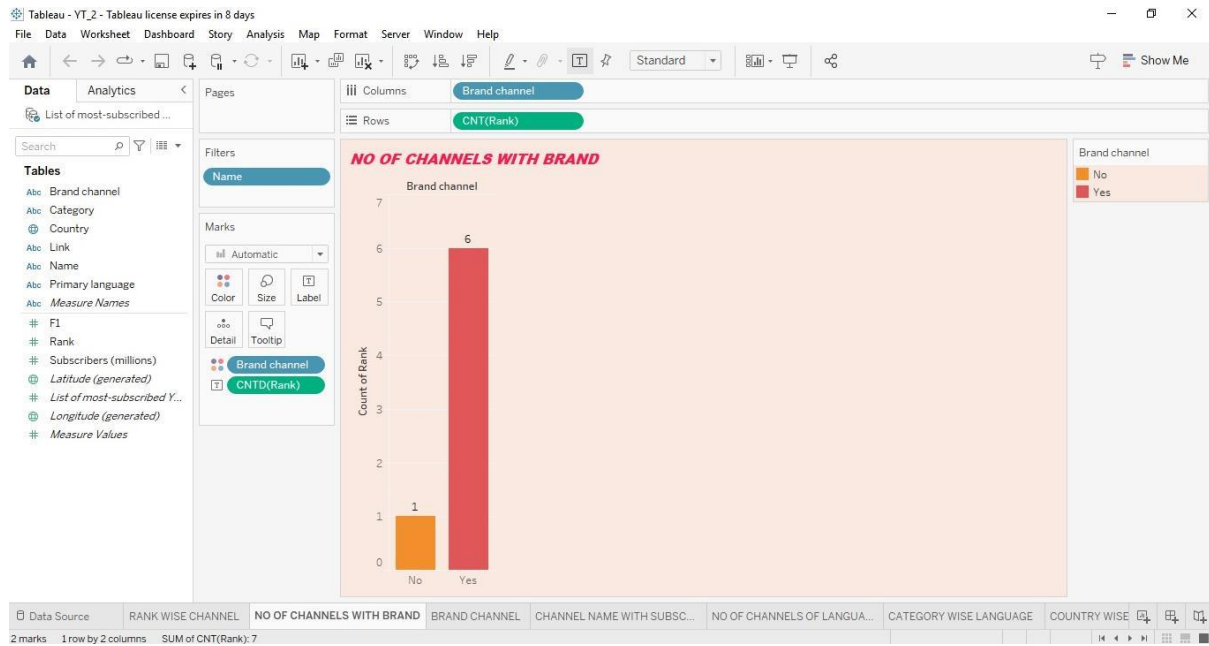 Tableau - YT_2 - Tableau license expires in 8 days
File Data Worksheet Dashboard Story Analysis Map Format Server Window Help
Standard
Show Me
Data Analytics
List of most-subscribed ...
Search
Tables
Abc Brand channel
Abc Category
Country
Abc Link
Abc Name
Abc Primary language
Abc Measure Names
# F1
# Rank
# Subscribers (millions)
Latitude (generated)
# List of most-subscribed Y...
Longitude (generated)
# Measure Values
Pages
Filters
Name
Marks
Automatic
Color Size Label
Detail Tooltip
Brand channel
CNTD(Rank)
Columns Brand channel
Rows CNT(Rank)
NO OF CHANNELS WITH BRAND
Brand channel
Count of Rank
7
6
5
4
3
2
1
0
1
6
No Yes
Brand channel
No
Yes
Data Source RANK WISE CHANNEL NO OF CHANNELS WITH BRAND BRAND CHANNEL CHANNEL NAME WITH SUBSC... NO OF CHANNELS OF LANGUA... CATEGORY WISE LANGUAGE COUNTRY WISE
2 marks 1 row by 2 columns SUM of CNT(Rank): 7